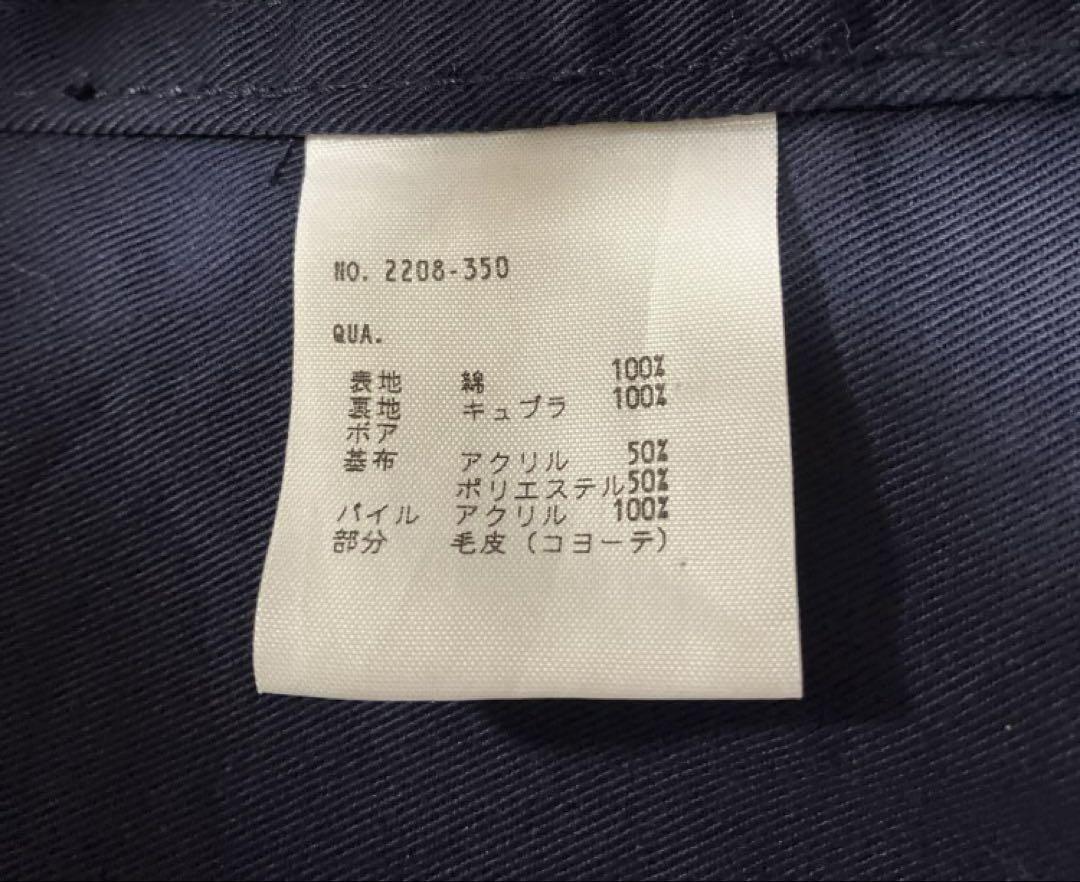 NO. 2208-350
QUA.
表地 綿 100%
裏地 キュプラ 100%
ボア
基布 アクリル 50%
ポリエステル50%
パイル アクリル 100%
部分 毛皮(コヨーテ)